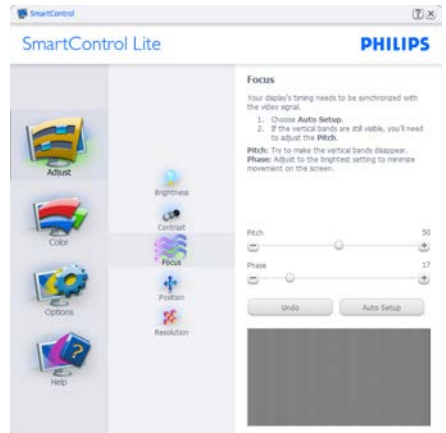 SmartControl
SmartControl Lite
PHILIPS
Adjust
Color
Options
Help
Brightness
Contrast
Focus
Position
Resolution
Focus
Your display's timing needs to be synchronized with
the video signal.
1. Choose Auto Setup.
2. If the vertical bands are still visible, you'll need
to adjust the Pitch.
Pitch: Try to make the vertical bands disappear.
Phase: Adjust to the brightest setting to minimize
movement on the screen.
Pitch 50
Phase 17
Undo Auto Setup